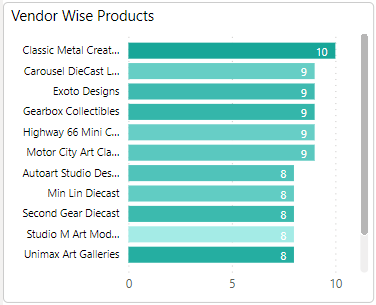 Vendor Wise Products
Classic Metal Creat... 10
Carousel DieCast L... 9
Exoto Designs 9
Gearbox Collectibles 9
Highway 66 Mini C... 9
Motor City Art Cla... 9
Autoart Studio Des... 8
Min Lin Diecast 8
Second Gear Diecast 8
Studio M Art Mod... 8
Unimax Art Galleries 8
0 5 10